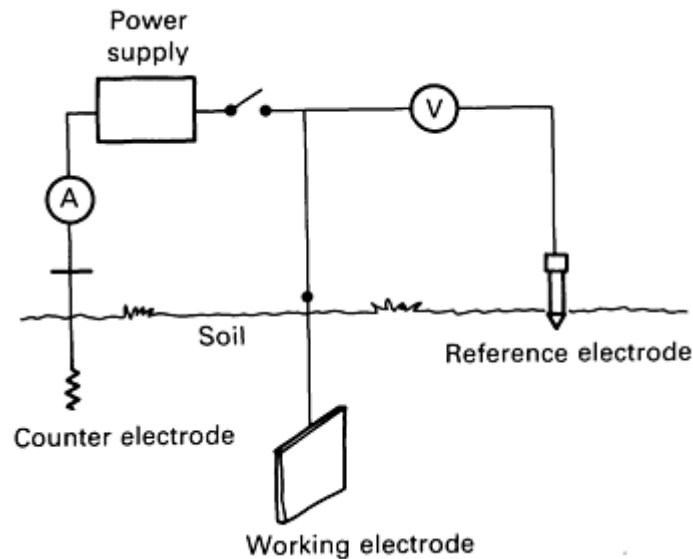 Power
supply
V
A
Soil
Reference electrode
Counter electrode
Working electrode